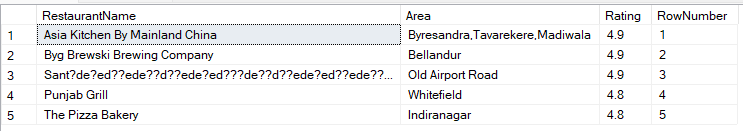 RestaurantName Area Rating RowNumber
1 Asia Kitchen By Mainland China Byresandra,Tavarekere,Madiwala 4.9 1
2 Byg Brewski Brewing Company Bellandur 4.9 2
3 Sant?de?ed??ede??d??ede?ed???de??d??ede?ed??ede??... Old Airport Road 4.9 3
4 Punjab Grill Whitefield 4.8 4
5 The Pizza Bakery Indiranagar 4.8 5